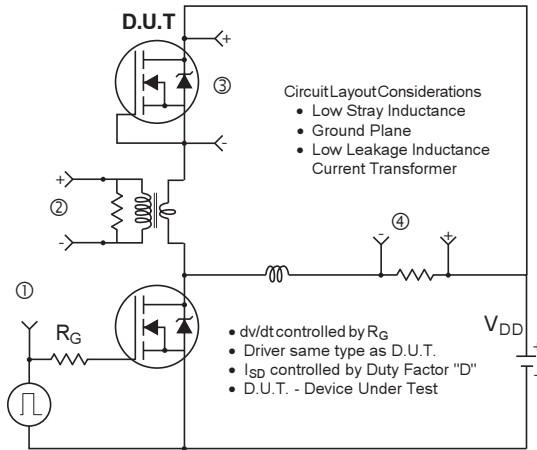 D.U.T
+
③
-
Circuit Layout Considerations
• Low Stray Inductance
• Ground Plane
• Low Leakage Inductance
Current Transformer
+
②
-
④
- +
①
RG
VDD
+
-
• dv/dt controlled by RG
• Driver same type as D.U.T.
• ISD controlled by Duty Factor "D"
• D.U.T. - Device Under Test